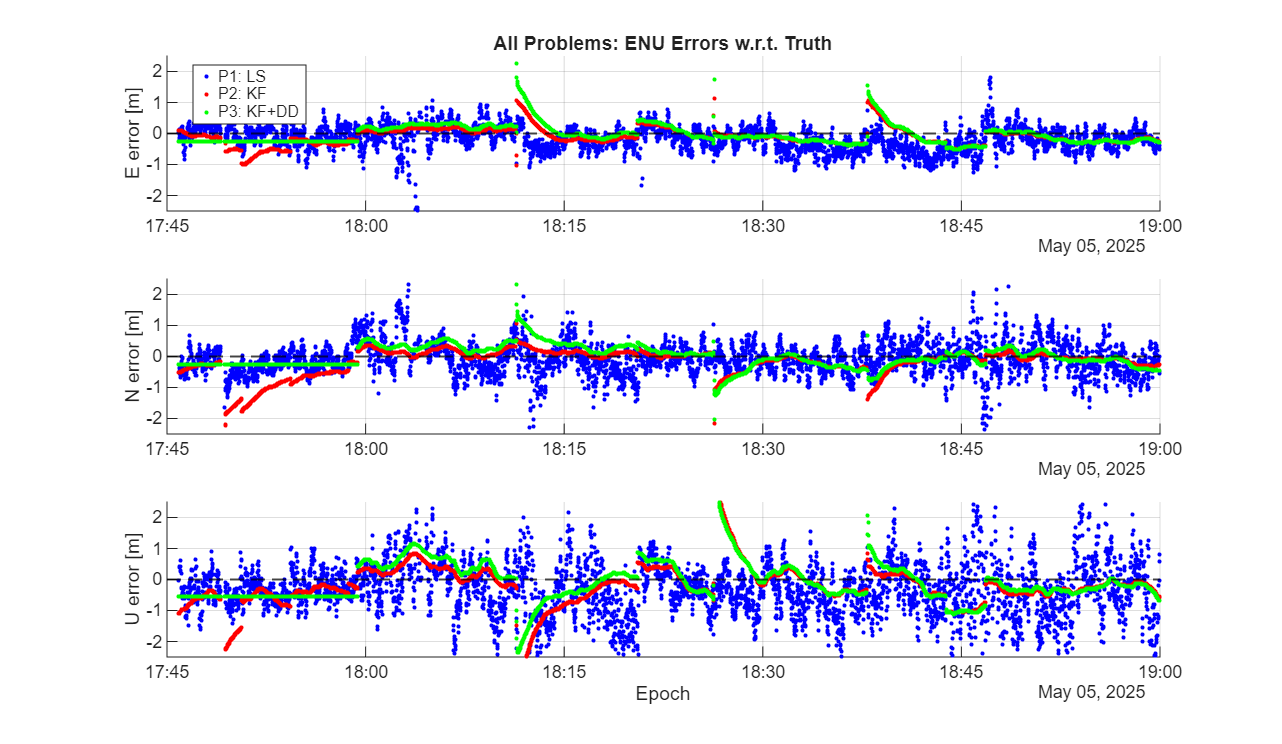 All Problems: ENU Errors w.r.t. Truth
P1: LS
P2: KF
P3: KF+DD
E error [m]
2
1
0
-1
-2
17:45 18:00 18:15 18:30 18:45 19:00
May 05, 2025
N error [m]
2
1
0
-1
-2
17:45 18:00 18:15 18:30 18:45 19:00
May 05, 2025
U error [m]
2
1
0
-1
-2
17:45 18:00 18:15 18:30 18:45 19:00
Epoch
May 05, 2025